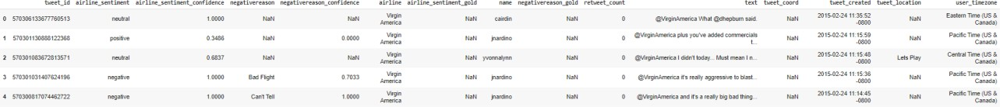 tweet_id airline_sentiment airline_sentiment_confidence negativereason negativereason_confidence airline airline_sentiment_gold name negativereason_gold retweet_count text tweet_coord tweet_created tweet_location user_timezone
0 570306133677760513 neutral 1.0000 NaN NaN Virgin America NaN cairdin NaN 0 @VirginAmerica What @dhepburn said. NaN 2015-02-24 11:35:52 -0800 NaN Eastern Time (US & Canada)
1 570301130888122368 positive 0.3486 NaN 0.0000 Virgin America NaN jnardino NaN 0 @VirginAmerica plus you've added commercials t... NaN 2015-02-24 11:15:59 -0800 NaN Pacific Time (US & Canada)
2 570301083672813571 neutral 0.6837 NaN NaN Virgin America NaN yvonnalynn NaN 0 @VirginAmerica I didn't today... Must mean I n... NaN 2015-02-24 11:15:48 -0800 Lets Play Central Time (US & Canada)
3 570301031407624196 negative 1.0000 Bad Flight 0.7033 Virgin America NaN jnardino NaN 0 @VirginAmerica it's really aggressive to blast... NaN 2015-02-24 11:15:36 -0800 NaN Pacific Time (US & Canada)
4 570300817074462722 negative 1.0000 Can't Tell 1.0000 Virgin America NaN jnardino NaN 0 @VirginAmerica and it's a really big bad thing... NaN 2015-02-24 11:14:45 -0800 NaN Pacific Time (US & Canada)